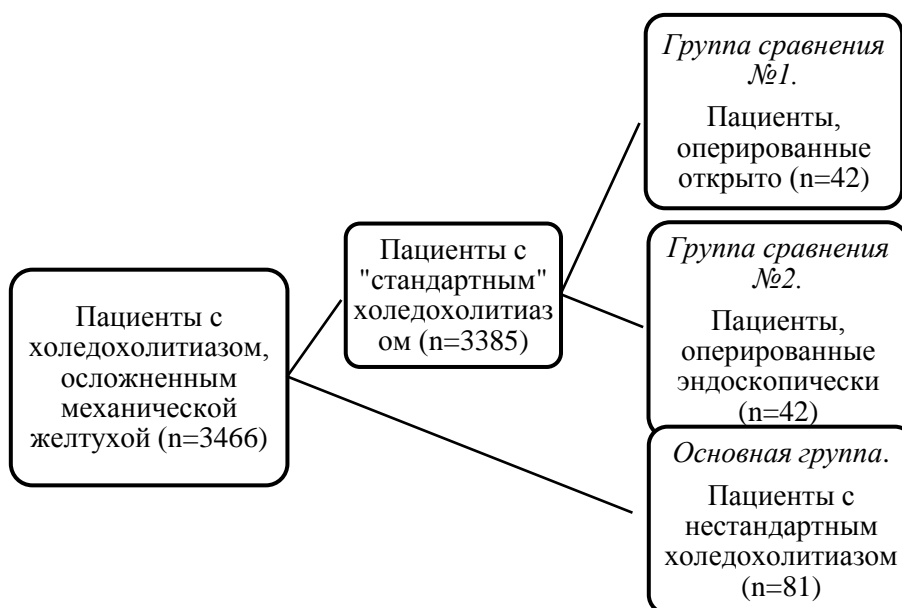 Пациенты с
холедохолитиазом,
осложненным
механической
желтухой (n=3466)
Пациенты с
"стандартным"
холедохолитиаз
ом (n=3385)
Группа сравнения
№1.
Пациенты,
оперированные
открыто (n=42)
Группа сравнения
№2.
Пациенты,
оперированные
эндоскопически
(n=42)
Основная группа.
Пациенты с
нестандартным
холедохолитиазом
(n=81)